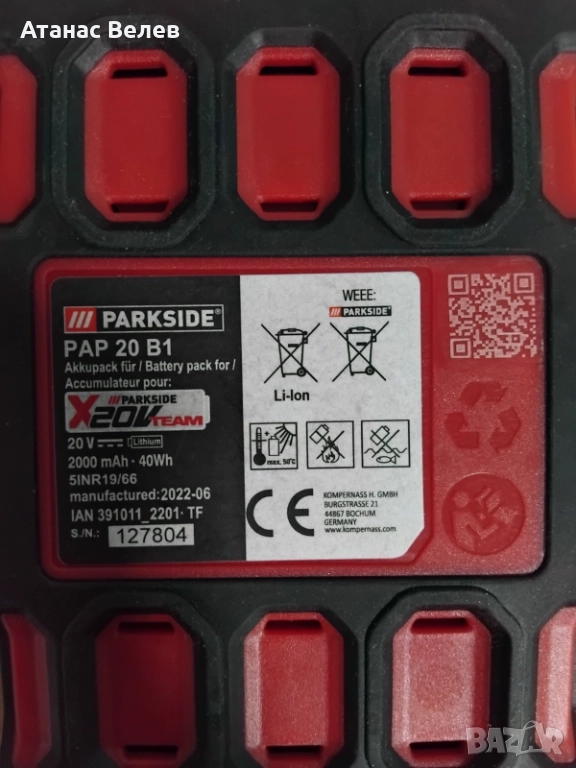 Атанас Велев
PARKSIDE®
PAP 20 B1
Akkupack für / Battery pack for /
Accumulateur pour:
PARKSIDE
X20V TEAM
20 V Lithium
2000 mAh - 40Wh
5INR19/66
manufactured: 2022-06
IAN 391011_2201· TF
S./N.: 127804
WEEE:
PARKSIDE
Li-Ion
max. 50°C
CE
KOMPERNASS H. GMBH
BURGSTRASSE 21
44867 BOCHUM
GERMANY
www.kompernass.com
BAZAR